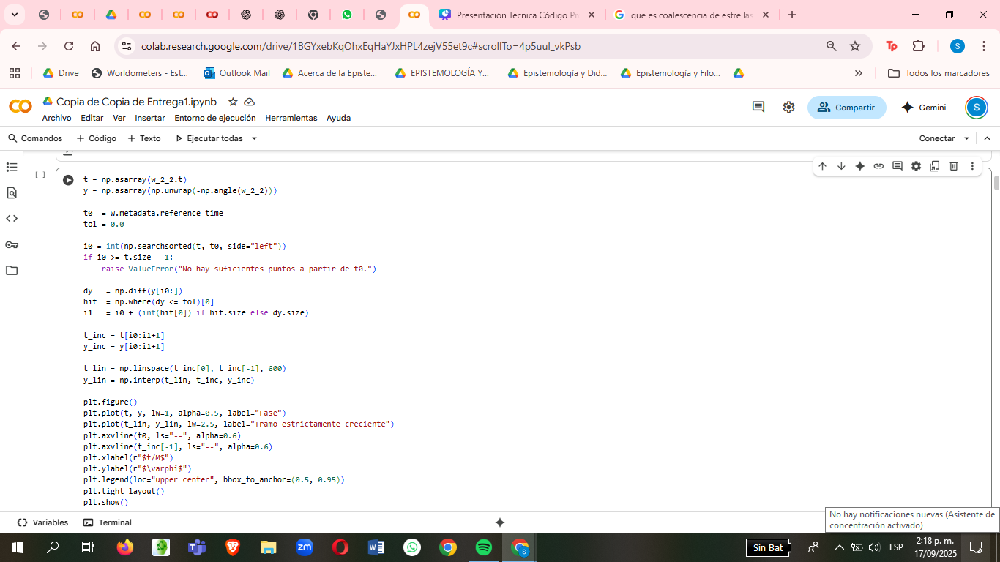 Presentación Técnica Código Pr
que es coalescencia de estrellas
colab.research.google.com/drive/1BGYxebKqOhxEqHaYJxHPL4zejV55et9c#scrollTo=4p5uuI_vkPsb
Tp
S
Drive
Worldometers - Est...
Outlook Mail
Acerca de la Episte...
EPISTEMOLOGÍA Y...
Epistemología y Did...
Epistemología y Filo...
Todos los marcadores
Copia de Copia de Entrega1.ipynb
Archivo Editar Ver Insertar Entorno de ejecución Herramientas Ayuda
Compartir
Gemini
S
Comandos + Código + Texto Ejecutar todas
Conectar
[ ]
t = np.asarray(w_2_2.t)
y = np.asarray(np.unwrap(-np.angle(w_2_2)))
t0  = w.metadata.reference_time
tol = 0.0
i0 = int(np.searchsorted(t, t0, side="left"))
if i0 >= t.size - 1:
    raise ValueError("No hay suficientes puntos a partir de t0.")
dy   = np.diff(y[i0:])
hit  = np.where(dy <= tol)[0]
i1   = i0 + (int(hit[0]) if hit.size else dy.size)
t_inc = t[i0:i1+1]
y_inc = y[i0:i1+1]
t_lin = np.linspace(t_inc[0], t_inc[-1], 600)
y_lin = np.interp(t_lin, t_inc, y_inc)
plt.figure()
plt.plot(t, y, lw=1, alpha=0.5, label="Fase")
plt.plot(t_lin, y_lin, lw=2.5, label="Tramo estrictamente creciente")
plt.axvline(t0, ls="--", alpha=0.6)
plt.axvline(t_inc[-1], ls="--", alpha=0.6)
plt.xlabel(r"$t/M$")
plt.ylabel(r"$\varphi$")
plt.legend(loc="upper center", bbox_to_anchor=(0.5, 0.95))
plt.tight_layout()
plt.show()
Variables
Terminal
No hay notificaciones nuevas (Asistente de
concentración activado)
zm
Sin Bat
ESP
2:18 p. m.
17/09/2025